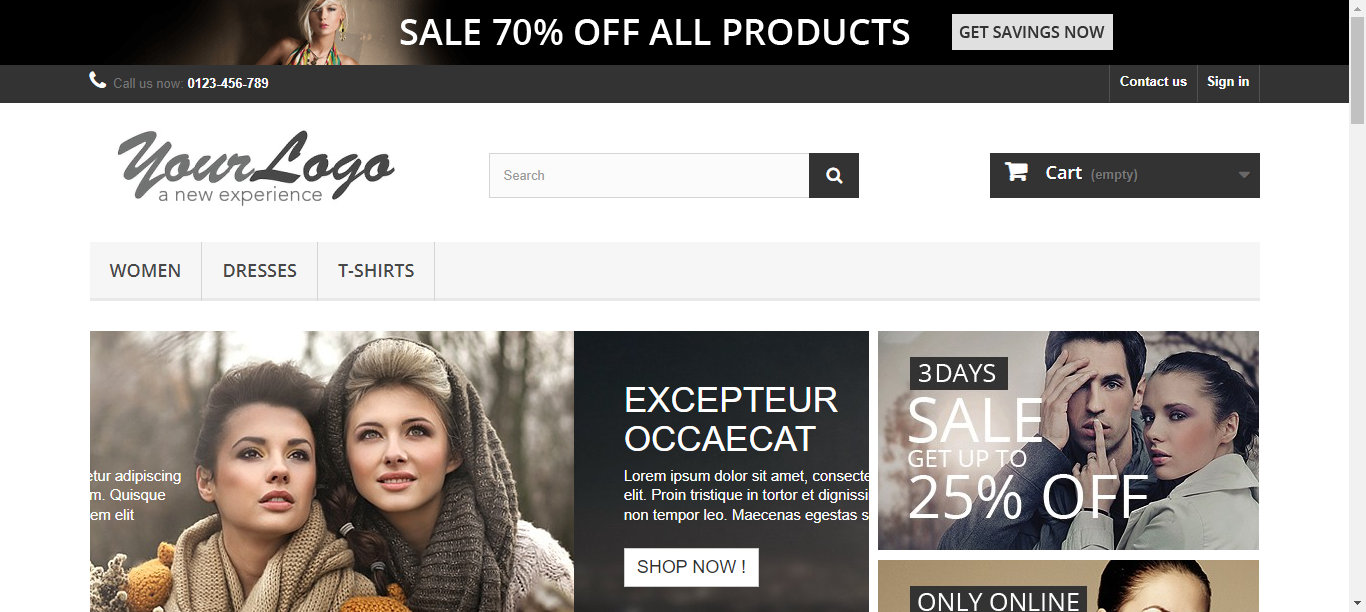 SALE 70% OFF ALL PRODUCTS
GET SAVINGS NOW
Call us now: 0123-456-789
Contact us
Sign in
YourLogo
a new experience
Search
Cart (empty)
WOMEN
DRESSES
T-SHIRTS
etur adipiscing
m. Quisque
em elit
EXCEPTEUR
OCCAECAT
Lorem ipsum dolor sit amet, consecte
elit. Proin tristique in tortor et dignissi
non tempor leo. Maecenas egestas s
SHOP NOW !
3 DAYS
SALE
GET UP TO
25% OFF
ONLY ONLINE